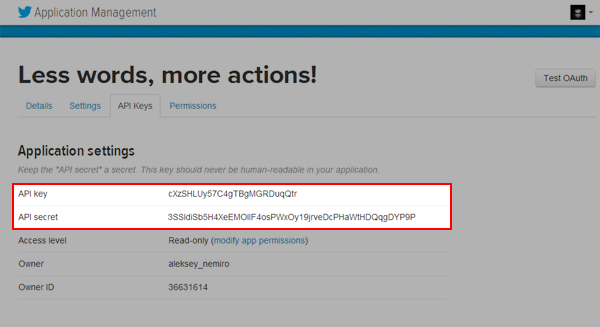 Application Management
Less words, more actions!
Test OAuth
Details Settings API Keys Permissions
Application settings
Keep the "API secret" a secret. This key should never be human-readable in your application.
API key cXzSHLUy57C4gTBgMGRDuqQtr
API secret
Access level Read-only (modify app permissions)
Owner aleksey_nemiro
Owner ID 36631614